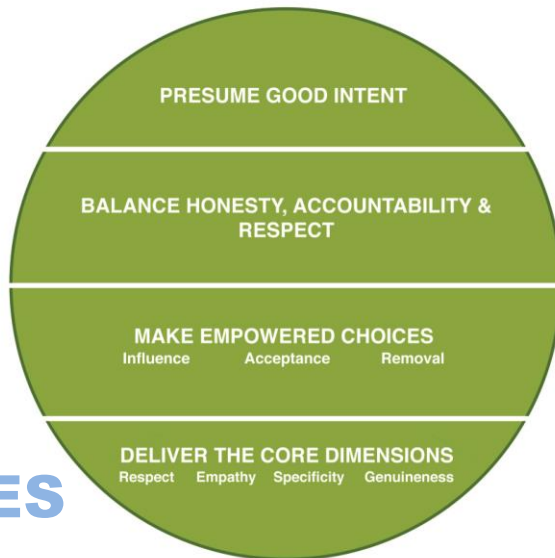 PRESUME GOOD INTENT
BALANCE HONESTY, ACCOUNTABILITY &
RESPECT
MAKE EMPOWERED CHOICES
Influence Acceptance Removal
DELIVER THE CORE DIMENSIONS
Respect Empathy Specificity Genuineness
ES